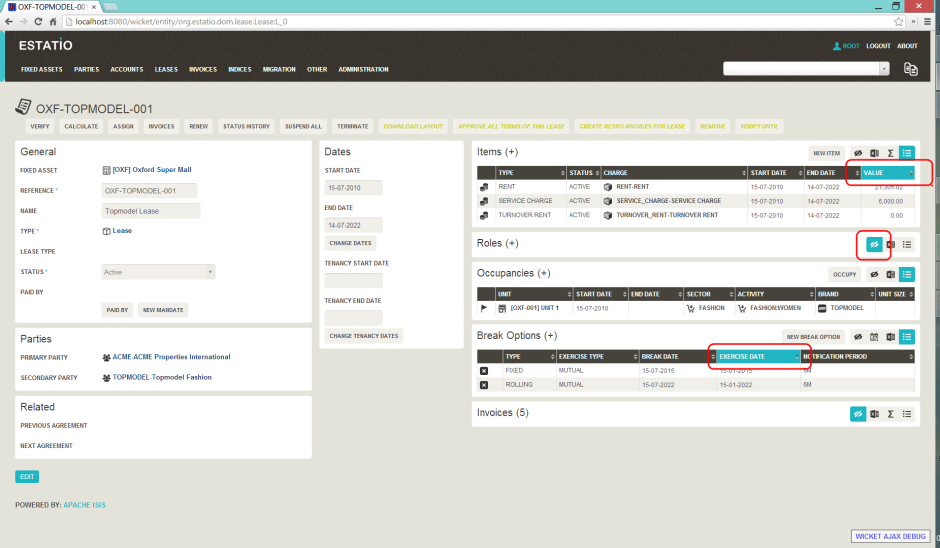 OXF-TOPMODEL-001
localhost:8080/wicket/entity/org.estatio.dom.lease.Lease:L_0
ESTATIO
ROOT LOGOUT ABOUT
FIXED ASSETS PARTIES ACCOUNTS LEASES INVOICES INDICES MIGRATION OTHER ADMINISTRATION
OXF-TOPMODEL-001
VERIFY CALCULATE ASSIGN INVOICES RENEW STATUS HISTORY SUSPEND ALL TERMINATE DOWNLOAD LAYOUT APPROVE ALL TERMS OF THIS LEASE CREATE RETRO INVOICES FOR LEASE REMOVE VERIFY UNTIL
General
FIXED ASSET [OXF] Oxford Super Mall
REFERENCE * OXF-TOPMODEL-001
NAME Topmodel Lease
TYPE * Lease
LEASE TYPE
STATUS * Active
PAID BY
PAID BY NEW MANDATE
Parties
PRIMARY PARTY ACME-ACME Properties International
SECONDARY PARTY TOPMODEL-Topmodel Fashion
Related
PREVIOUS AGREEMENT
NEXT AGREEMENT
EDIT
POWERED BY: APACHE ISIS
Dates
START DATE
15-07-2010
END DATE
14-07-2022
CHANGE DATES
TENANCY START DATE
TENANCY END DATE
CHANGE TENANCY DATES
Items (+)
NEW ITEM
TYPE STATUS CHARGE START DATE END DATE VALUE
RENT ACTIVE RENT-RENT 15-07-2010 14-07-2022 21,305.02
SERVICE CHARGE ACTIVE SERVICE_CHARGE-SERVICE CHARGE 15-07-2010 14-07-2022 6,000.00
TURNOVER RENT ACTIVE TURNOVER_RENT-TURNOVER RENT 15-07-2010 14-07-2022 0.00
Roles (+)
Occupancies (+)
OCCUPY
UNIT START DATE END DATE SECTOR ACTIVITY BRAND UNIT SIZE
[OXF-001] UNIT 1 15-07-2010 FASHION FASHION:WOMEN TOPMODEL
Break Options (+)
NEW BREAK OPTION
TYPE EXERCISE TYPE BREAK DATE EXERCISE DATE NOTIFICATION PERIOD
FIXED MUTUAL 15-07-2015 15-01-2015 6M
ROLLING MUTUAL 15-07-2022 15-01-2022 6M
Invoices (5)
WICKET AJAX DEBUG